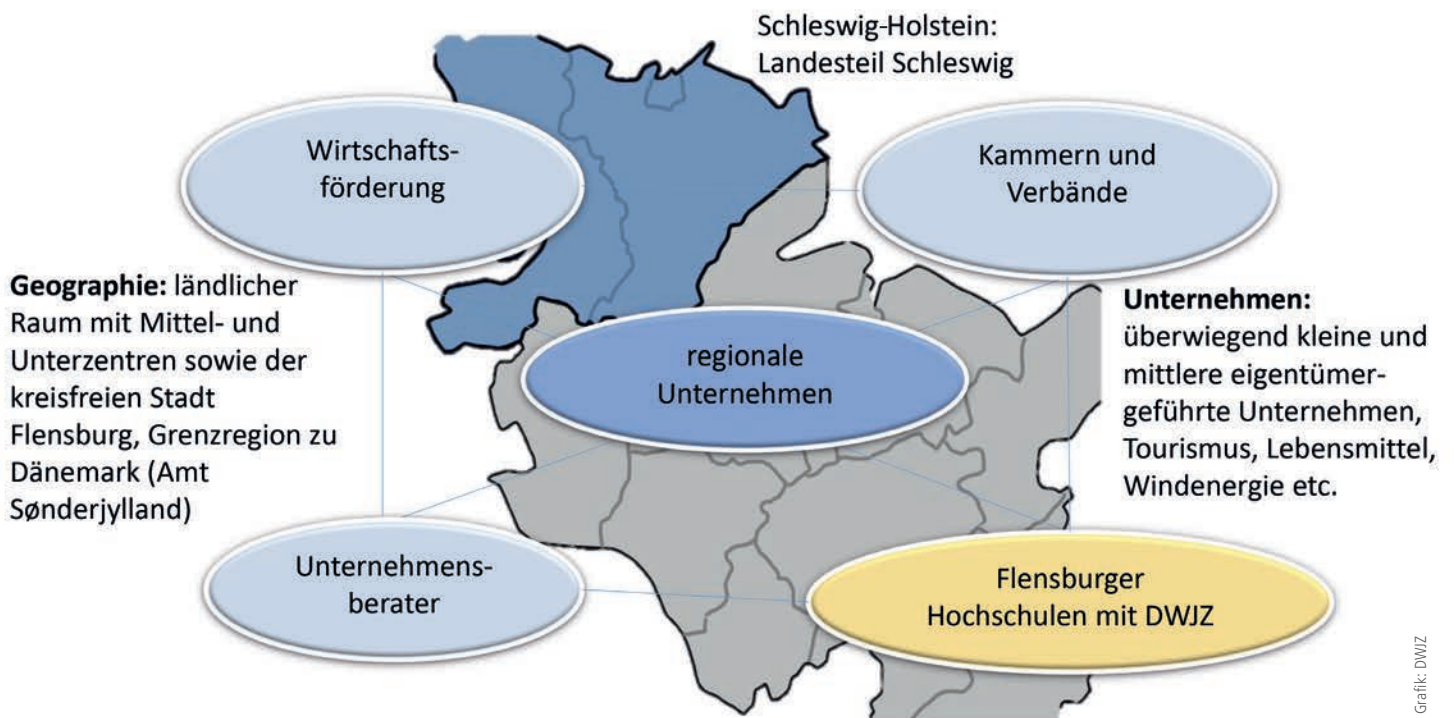 Schleswig-Holstein:
Landesteil Schleswig
Wirtschafts-
förderung
Kammern und
Verbände
Geographie: ländlicher
Raum mit Mittel- und
Unterzentren sowie der
kreisfreien Stadt
Flensburg, Grenzregion zu
Dänemark (Amt
Sønderjylland)
regionale
Unternehmen
Unternehmen:
überwiegend kleine und
mittlere eigentümer-
geführte Unternehmen,
Tourismus, Lebensmittel,
Windenergie etc.
Unternehmens-
berater
Flensburger
Hochschulen mit DWJZ
Grafik: DWJZ